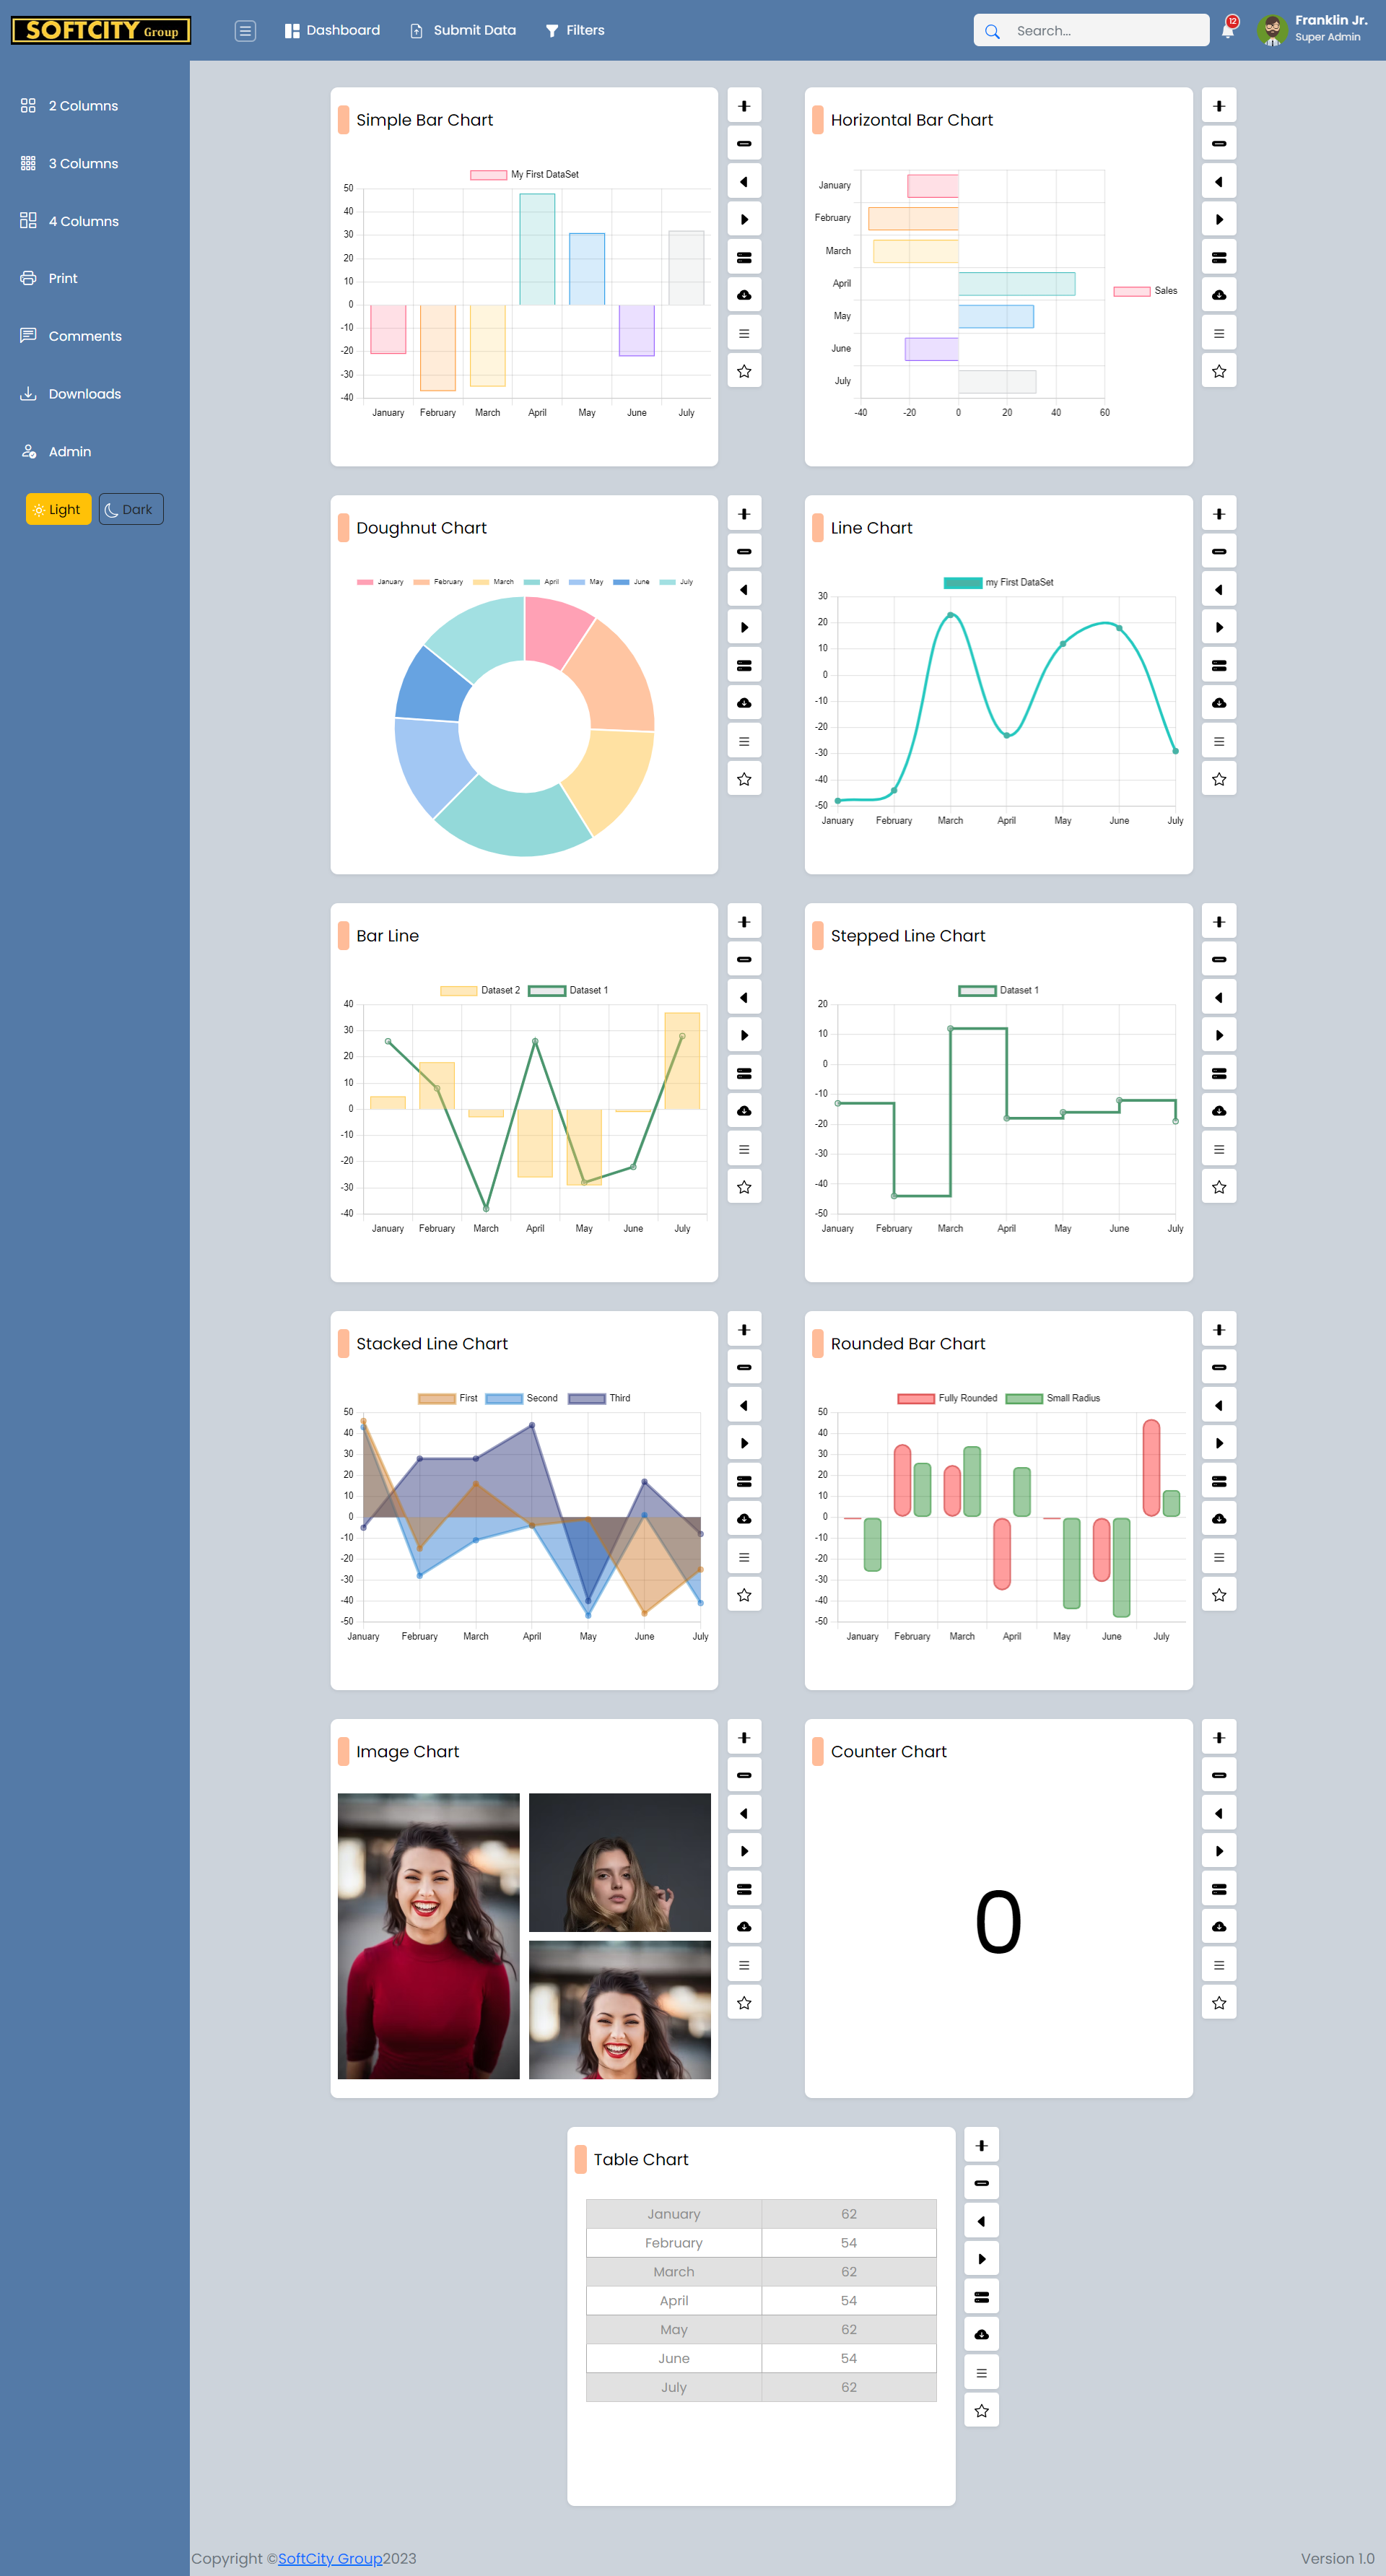 SOFTCITY Group
Dashboard
Submit Data
Filters
Search...
12
Franklin Jr.
Super Admin
2 Columns
3 Columns
4 Columns
Print
Comments
Downloads
Admin
Light
Dark
Simple Bar Chart
My First DataSet
50
40
30
20
10
0
-10
-20
-30
-40
January February March April May June July
Horizontal Bar Chart
January
February
March
April
May
June
July
Sales
-40 -20 0 20 40 60
Doughnut Chart
January February March April May June July
Line Chart
my First DataSet
30
20
10
0
-10
-20
-30
-40
-50
January February March April May June July
Bar Line
Dataset 2 Dataset 1
40
30
20
10
0
-10
-20
-30
-40
January February March April May June July
Stepped Line Chart
Dataset 1
20
10
0
-10
-20
-30
-40
-50
January February March April May June July
Stacked Line Chart
First Second Third
50
40
30
20
10
0
-10
-20
-30
-40
-50
January February March April May June July
Rounded Bar Chart
Fully Rounded Small Radius
50
40
30
20
10
0
-10
-20
-30
-40
-50
January February March April May June July
Image Chart
Counter Chart
0
Table Chart
January 62
February 54
March 62
April 54
May 62
June 54
July 62
Copyright ©SoftCity Group2023
Version 1.0